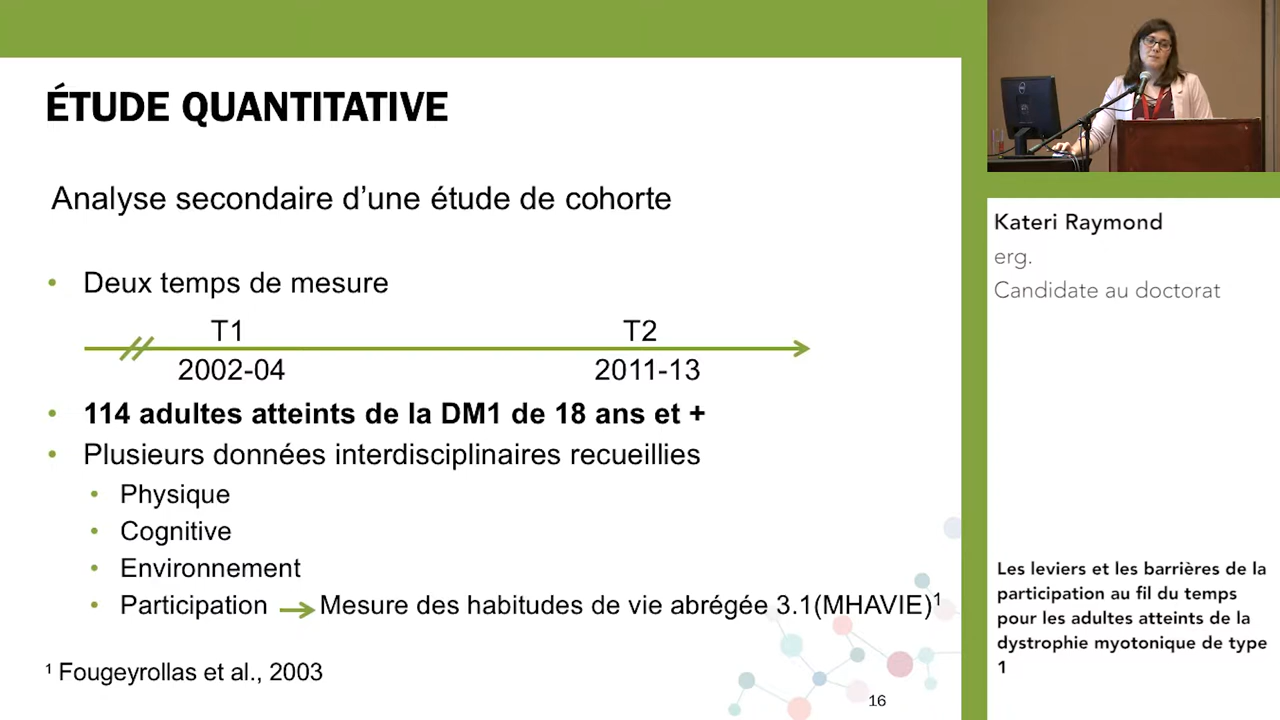 ÉTUDE QUANTITATIVE
Analyse secondaire d’une étude de cohorte
• Deux temps de mesure
T1 T2
2002-04 2011-13
• 114 adultes atteints de la DM1 de 18 ans et +
• Plusieurs données interdisciplinaires recueillies
• Physique
• Cognitive
• Environnement
• Participation → Mesure des habitudes de vie abrégée 3.1(MHAVIE)¹
¹ Fougeyrollas et al., 2003
16
Kateri Raymond
erg.
Candidate au doctorat
Les leviers et les barrières de la
participation au fil du temps
pour les adultes atteints de la
dystrophie myotonique de type
1